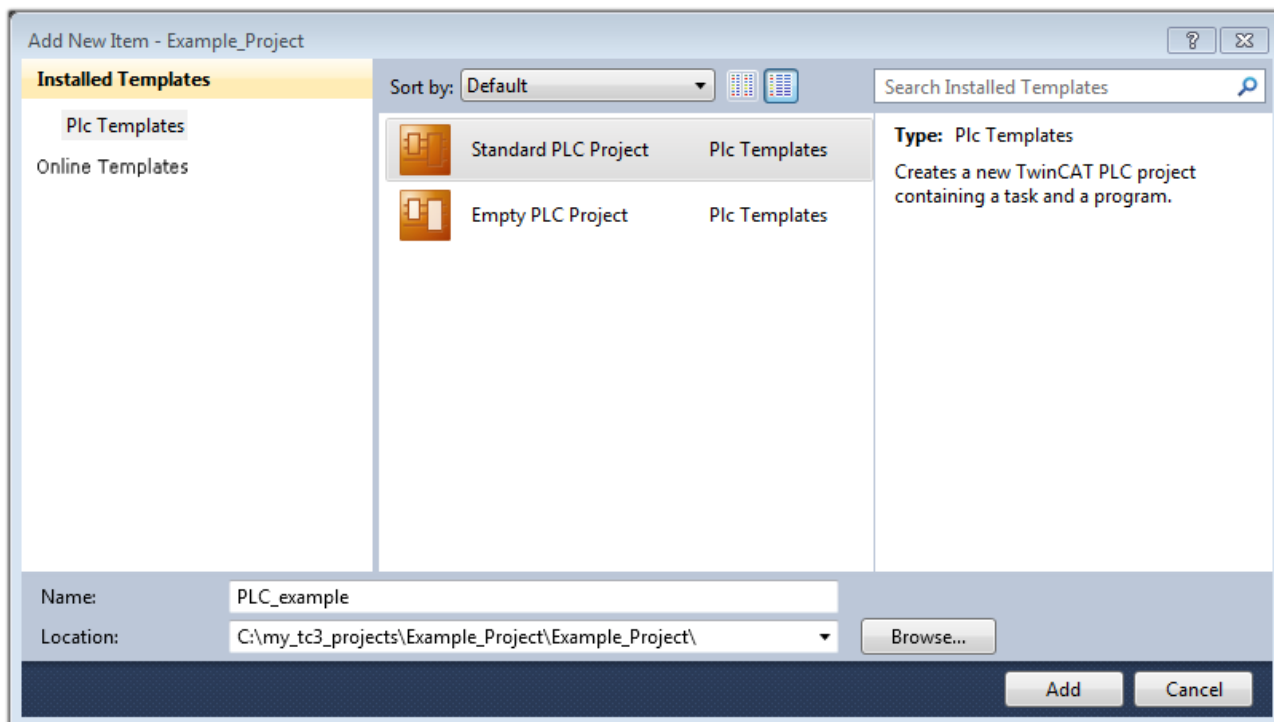 Add New Item - Example_Project
Installed Templates
Plc Templates
Online Templates
Sort by: Default
Search Installed Templates
Standard PLC Project Plc Templates
Empty PLC Project Plc Templates
Type: Plc Templates
Creates a new TwinCAT PLC project
containing a task and a program.
Name: PLC_example
Location: C:\my_tc3_projects\Example_Project\Example_Project\ Browse...
Add Cancel